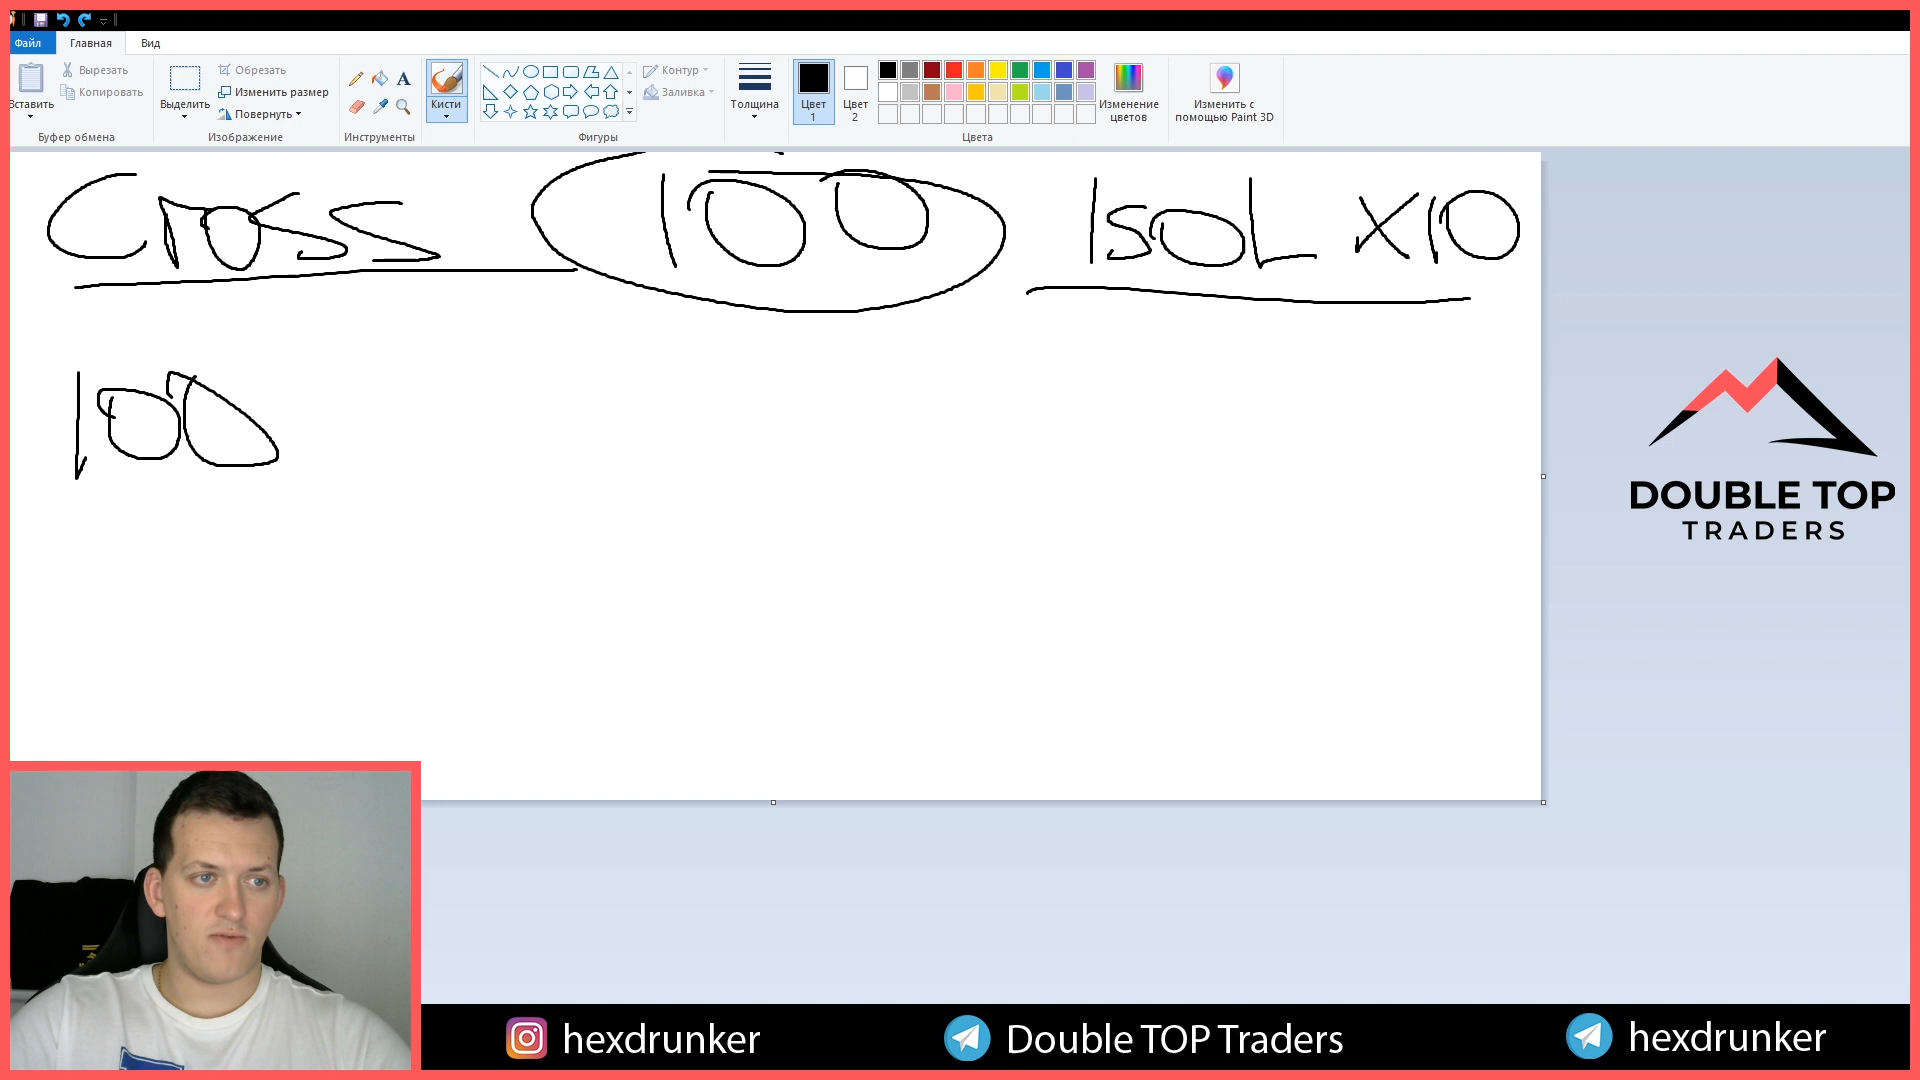 Файл Главная Вид
Вставить
Вырезать
Копировать
Буфер обмена
Выделить
Обрезать
Изменить размер
Повернуть
Изображение
Инструменты
Кисти
Контур
Заливка
Фигуры
Толщина
Цвет 1
Цвет 2
Изменение цветов
Цвета
Изменить с помощью Paint 3D
Cross 100 Isol x10
100
DOUBLE TOP
TRADERS
hexdrunker Double TOP Traders hexdrunker